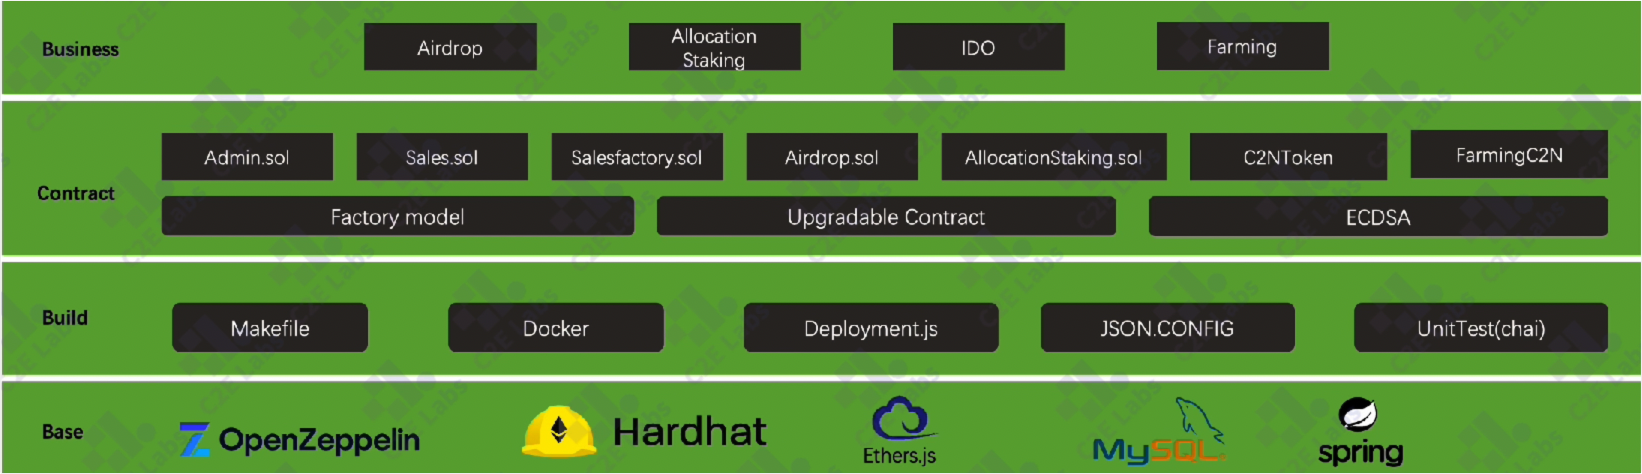 Business
Airdrop
Allocation
Staking
IDO
Farming
Contract
Admin.sol
Sales.sol
Salesfactory.sol
Airdrop.sol
AllocationStaking.sol
C2NToken
FarmingC2N
Factory model
Upgradable Contract
ECDSA
Build
Makefile
Docker
Deployment.js
JSON.CONFIG
UnitTest(chai)
Base
OpenZeppelin
Hardhat
Ethers.js
MySQL
spring
C2E Labs